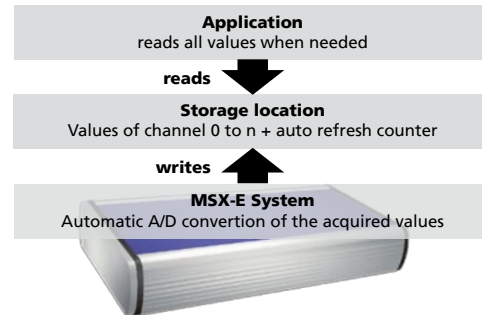 Application
reads all values when needed
reads
Storage location
Values of channel 0 to n + auto refresh counter
writes
MSX-E System
Automatic A/D convertion of the acquired values